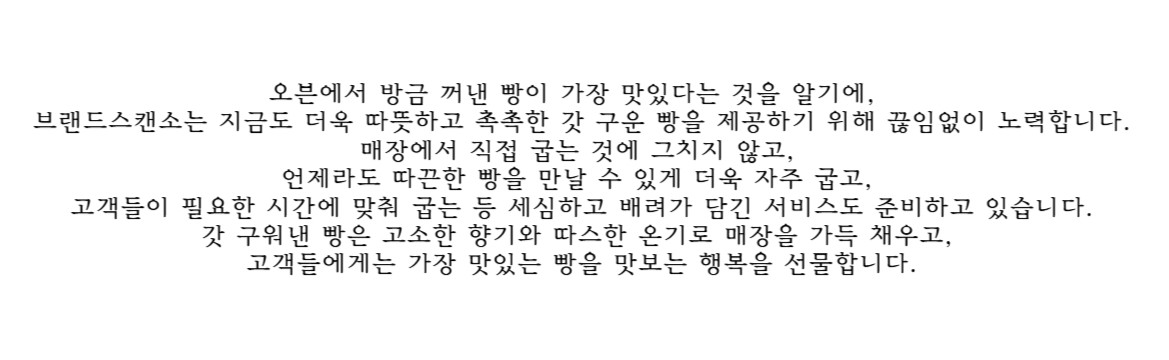 오븐에서 방금 꺼낸 빵이 가장 맛있다는 것을 알기에,
브랜드스캔소는 지금도 더욱 따뜻하고 촉촉한 갓 구운 빵을 제공하기 위해 끊임없이 노력합니다.
매장에서 직접 굽는 것에 그치지 않고,
언제라도 따끈한 빵을 만날 수 있게 더욱 자주 굽고,
고객들이 필요한 시간에 맞춰 굽는 등 세심하고 배려가 담긴 서비스도 준비하고 있습니다.
갓 구워낸 빵은 고소한 향기와 따스한 온기로 매장을 가득 채우고,
고객들에게는 가장 맛있는 빵을 맛보는 행복을 선물합니다.